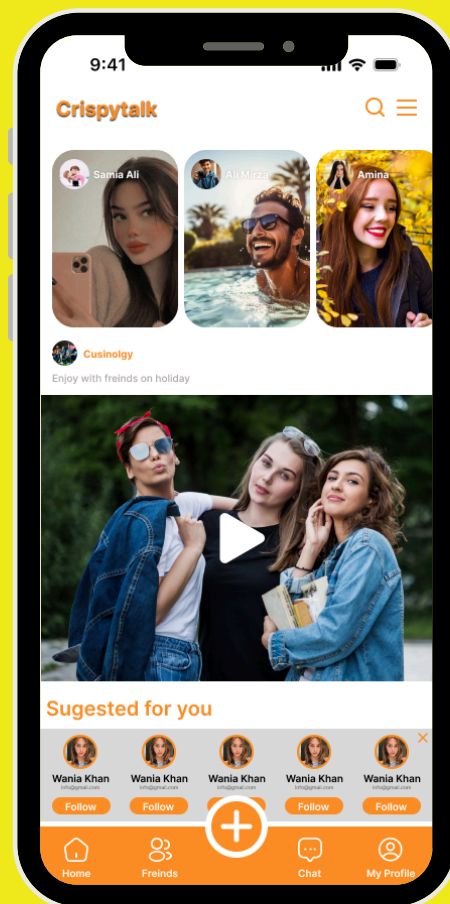 9:41
Crispytalk
Samia Ali Ali Mirza Amina
Cusinolgy
Enjoy with freinds on holiday
Sugested for you
Wania Khan Wania Khan Wania Khan Wania Khan Wania Khan
info@gmail.com info@gmail.com info@gmail.com info@gmail.com info@gmail.com
Follow Follow Follow Follow
Home Freinds Chat My Profile